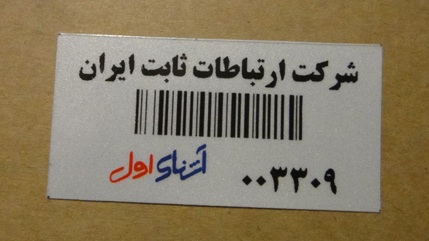 شرکت ارتباطات ثابت ایران
آشنای اول
۰۰۳۳۰۹